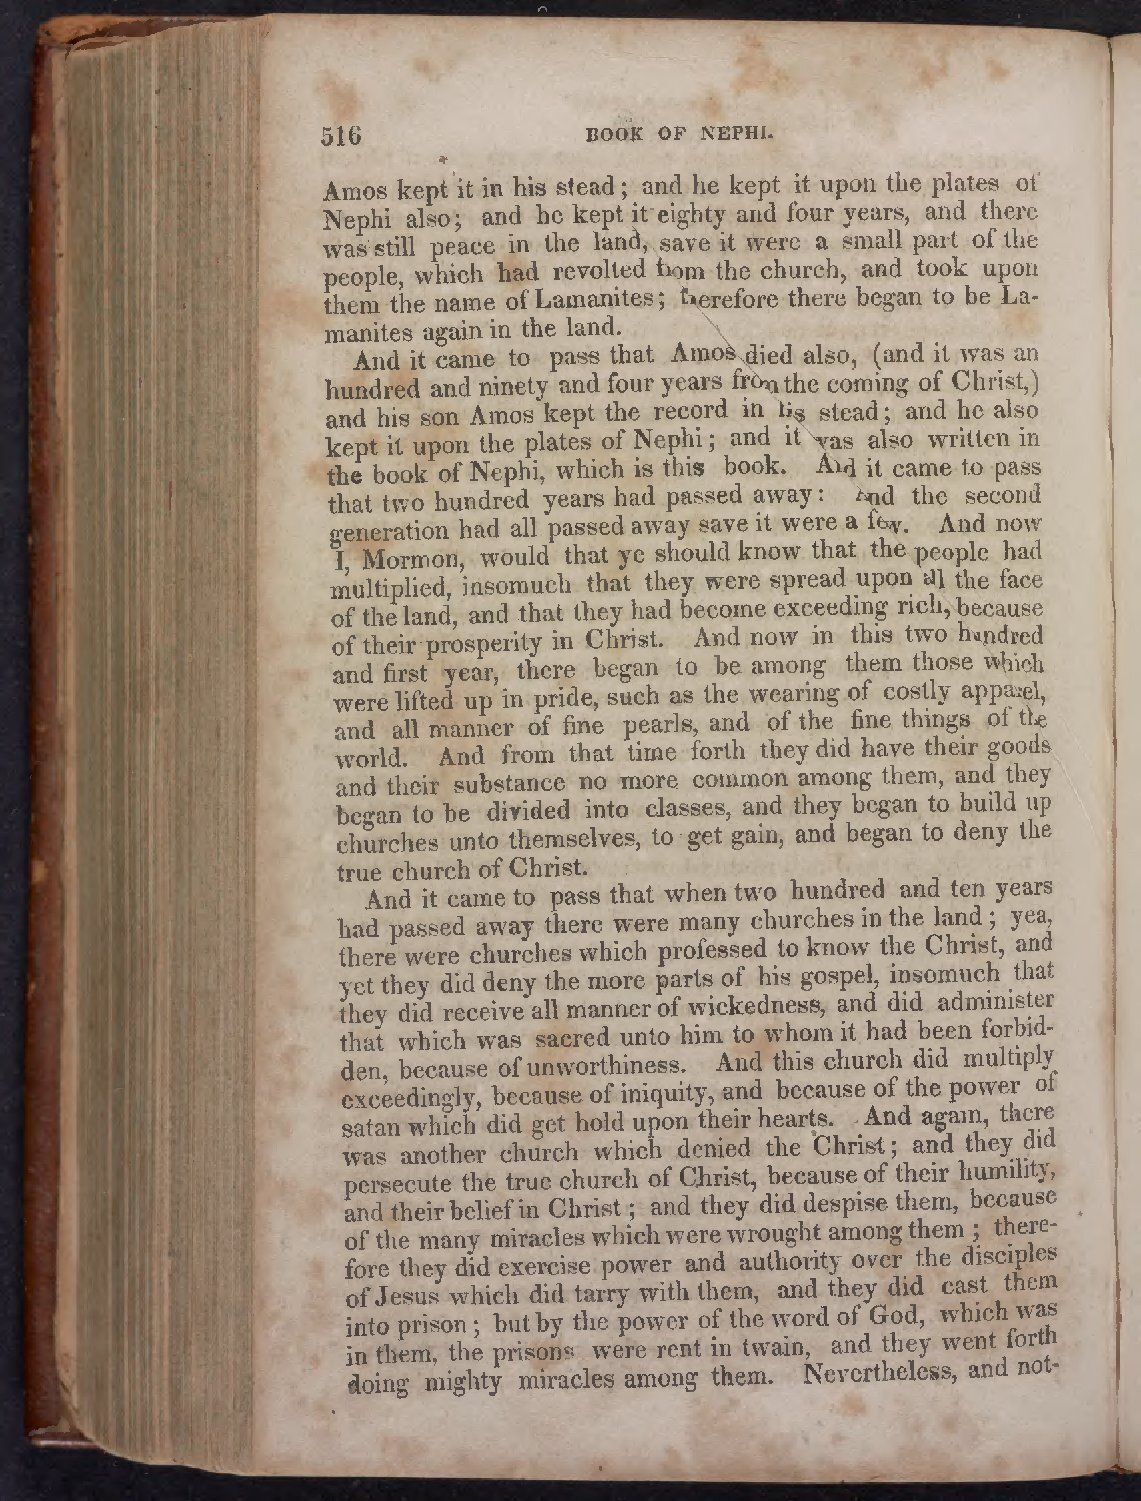 516 BOOK OF NEPHI.
Amos kept it in his stead; and he kept it upon the plates of
Nephi also; and he kept it eighty and four years, and there
was still peace in the land, save it were a small part of the
people, which had revolted from the church, and took upon
them the name of Lamanites; therefore there began to be La-
manites again in the land.
And it came to pass that Amos died also, (and it was an
hundred and ninety and four years from the coming of Christ,)
and his son Amos kept the record in his stead; and he also
kept it upon the plates of Nephi; and it was also written in
the book of Nephi, which is this book. And it came to pass
that two hundred years had passed away: and the second
generation had all passed away save it were a few. And now
I, Mormon, would that ye should know that the people had
multiplied, insomuch that they were spread upon all the face
of the land, and that they had become exceeding rich, because
of their prosperity in Christ. And now in this two hundred
and first year, there began to be among them those which
were lifted up in pride, such as the wearing of costly apparel,
and all manner of fine pearls, and of the fine things of the
world. And from that time forth they did have their goods
and their substance no more common among them, and they
began to be divided into classes, and they began to build up
churches unto themselves, to get gain, and began to deny the
true church of Christ.
And it came to pass that when two hundred and ten years
had passed away there were many churches in the land; yea,
there were churches which professed to know the Christ, and
yet they did deny the more parts of his gospel, insomuch that
they did receive all manner of wickedness, and did administer
that which was sacred unto him to whom it had been forbid-
den, because of unworthiness. And this church did multiply
exceedingly, because of iniquity, and because of the power of
satan which did get hold upon their hearts. And again, there
was another church which denied the Christ; and they did
persecute the true church of Christ, because of their humility,
and their belief in Christ; and they did despise them, because
of the many miracles which were wrought among them; there-
fore they did exercise power and authority over the disciples
of Jesus which did tarry with them, and they did cast them
into prison; but by the power of the word of God, which was
in them, the prisons were rent in twain, and they went forth
doing mighty miracles among them. Nevertheless, and not-